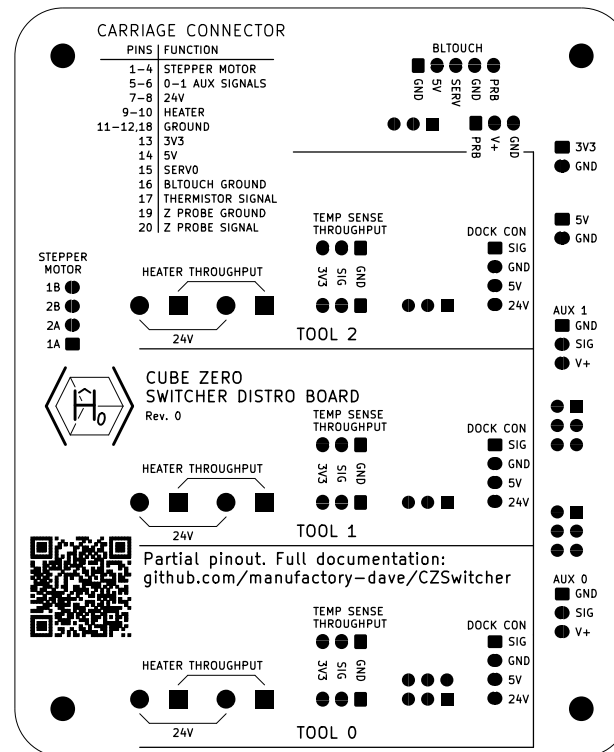 CARRIAGE CONNECTOR
PINS FUNCTION
1-4 STEPPER MOTOR
5-6 0-1 AUX SIGNALS
7-8 24V
9-10 HEATER
11-12,18 GROUND
13 3V3
14 5V
15 SERVO
16 BLTOUCH GROUND
17 THERMISTOR SIGNAL
19 Z PROBE GROUND
20 Z PROBE SIGNAL
BLTOUCH
GND 5V SERV GND PRB
PRB V+ GND
3V3
GND
5V
GND
STEPPER
MOTOR
1B
2B
2A
1A
HEATER THROUGHPUT
24V
TEMP SENSE
THROUGHPUT
3V3 SIG GND
DOCK CON
SIG
GND
5V
24V
TOOL 2
AUX 1
GND
SIG
V+
H0
CUBE ZERO
SWITCHER DISTRO BOARD
Rev. 0
HEATER THROUGHPUT
24V
TEMP SENSE
THROUGHPUT
3V3 SIG GND
DOCK CON
SIG
GND
5V
24V
TOOL 1
Partial pinout. Full documentation:
github.com/manufactory-dave/CZSwitcher
AUX 0
GND
SIG
V+
HEATER THROUGHPUT
24V
TEMP SENSE
THROUGHPUT
3V3 SIG GND
DOCK CON
SIG
GND
5V
24V
TOOL 0